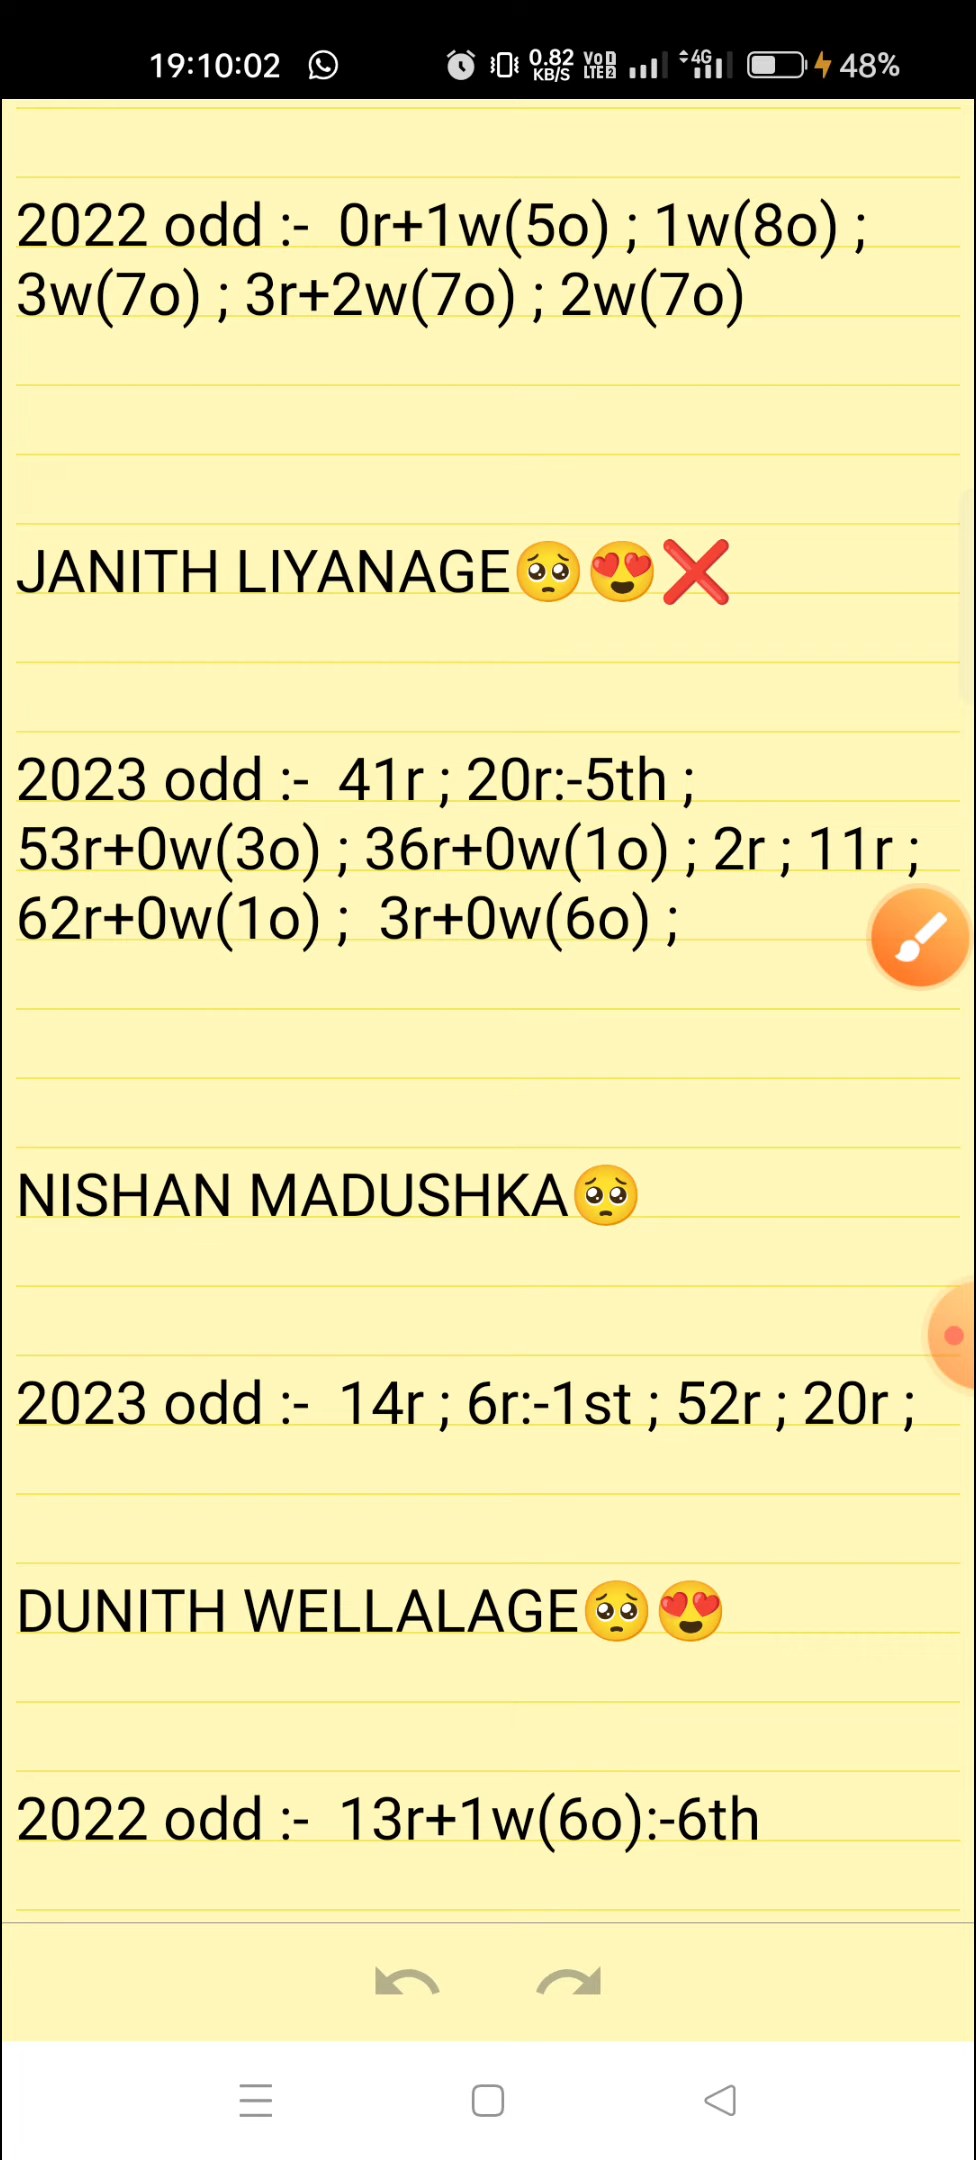 19:10:02 0.82 KB/S VoD LTE2 4G 48%
2022 odd :-  0r+1w(5o) ; 1w(8o) ;
3w(7o) ; 3r+2w(7o) ; 2w(7o)
JANITH LIYANAGE🥺😍❌
2023 odd :-  41r ; 20r:-5th ;
53r+0w(3o) ; 36r+0w(1o) ; 2r ; 11r ;
62r+0w(1o) ;  3r+0w(6o) ;
NISHAN MADUSHKA🥺
2023 odd :-  14r ; 6r:-1st ; 52r ; 20r ;
DUNITH WELLALAGE🥺😍
2022 odd :-  13r+1w(6o):-6th